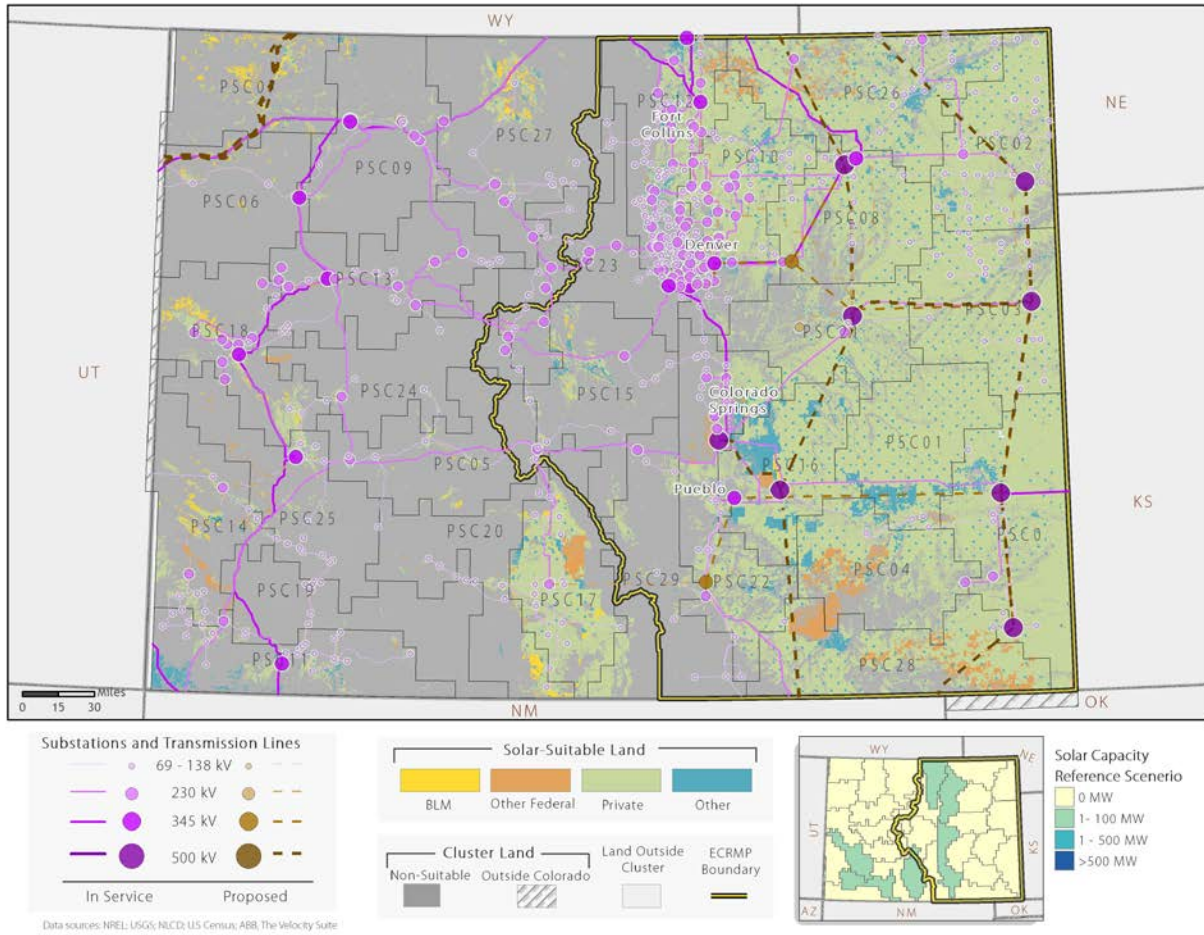 WY
NE
UT
KS
NM
OK
PSC0
PSC27
PSC12
Fort
Collins
PSC26
PSC02
PSC10
PSC09
PSC06
PSC08
Denver
PSC13
PSC03
PSC18
PSC24
PSC15
Colorado
Springs
PSC01
PSC05
PSC16
Pueblo
PSC14
PSC25
PSC20
PSC0
PSC19
PSC17
PSC29
PSC22
PSC04
PSC11
PSC28
Miles
0 15 30
Substations and Transmission Lines
69 - 138 kV
230 kV
345 kV
500 kV
In Service Proposed
Solar-Suitable Land
BLM Other Federal Private Other
Cluster Land
Non-Suitable Outside Colorado
Land Outside
Cluster
ECRMP
Boundary
WY
NE
UT
KS
AZ NM OK
Solar Capacity
Reference Scenerio
0 MW
1- 100 MW
1- 500 MW
>500 MW
Data sources: NREL; USGS; NLCD; U.S Census; ABB, The Velocity Suite